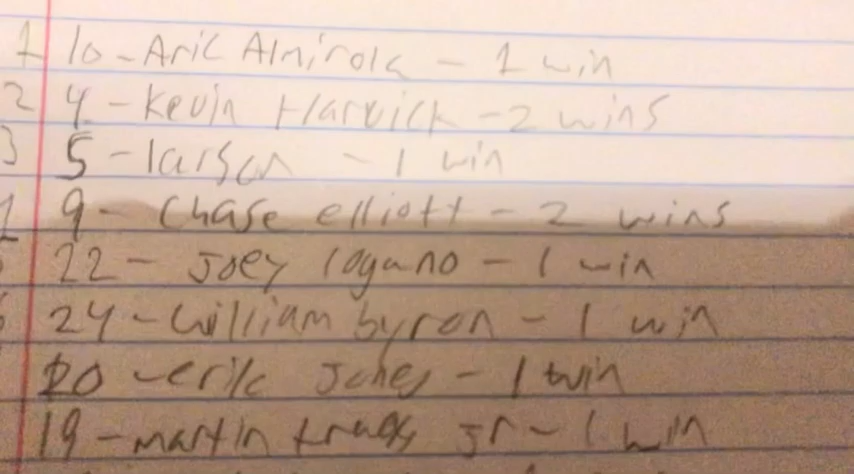 1 10 - Aric Almirola - 1 win
2 4 - Kevin Harvick - 2 wins
3 5 - larson - 1 win
9 - Chase elliott - 2 wins
22 - Joey logano - 1 win
24 - william byron - 1 win
20 - erik Jones - 1 win
19 - martin truex jr - 1 win